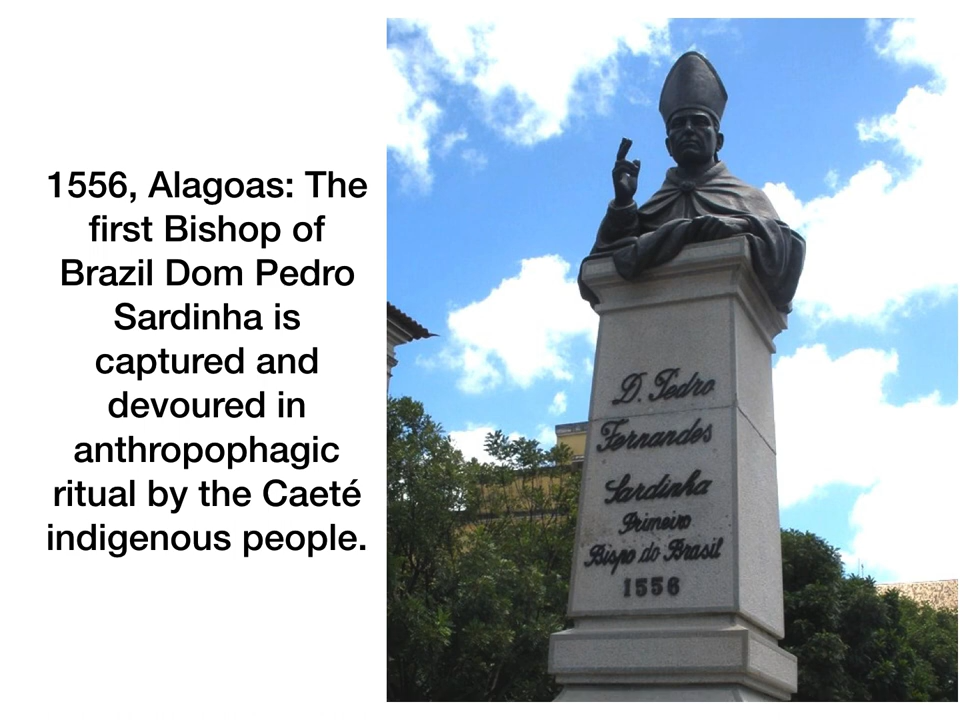 1556, Alagoas: The
first Bishop of
Brazil Dom Pedro
Sardinha is
captured and
devoured in
anthropophagic
ritual by the Caeté
indigenous people.
D. Pedro
Fernandes
Sardinha
Primeiro
Bispo do Brasil
1556